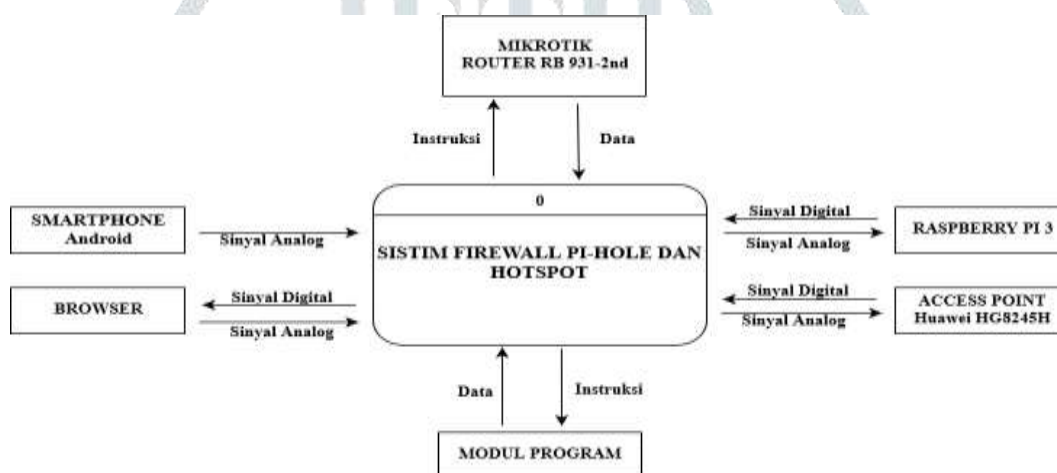 MIKROTIK
ROUTER RB 931-2nd
Instruksi
Data
0
SISTIM FIREWALL PI-HOLE DAN
HOTSPOT
SMARTPHONE
Android
Sinyal Analog
BROWSER
Sinyal Digital
Sinyal Analog
Sinyal Digital
Sinyal Analog
RASPBERRY PI 3
Sinyal Digital
Sinyal Analog
ACCESS POINT
Huawei HG8245H
Data
Instruksi
MODUL PROGRAM